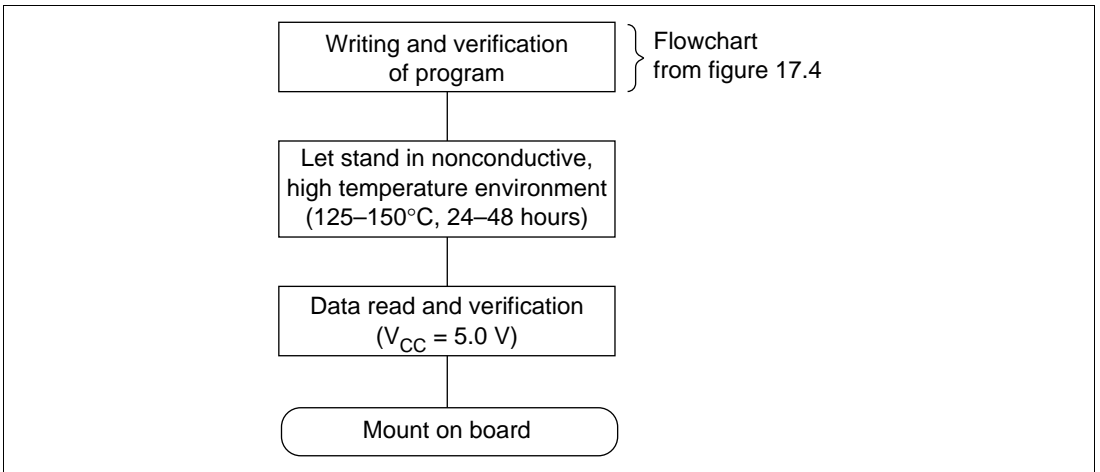 Writing and verification
of program
Flowchart
from figure 17.4
Let stand in nonconductive,
high temperature environment
(125–150°C, 24–48 hours)
Data read and verification
(VCC = 5.0 V)
Mount on board